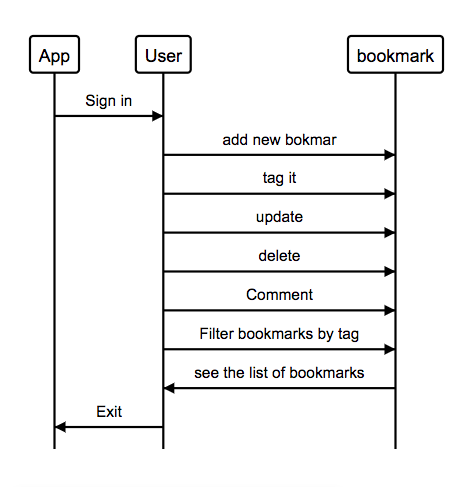 App
User
bookmark
Sign in
add new bokmar
tag it
update
delete
Comment
Filter bookmarks by tag
see the list of bookmarks
Exit